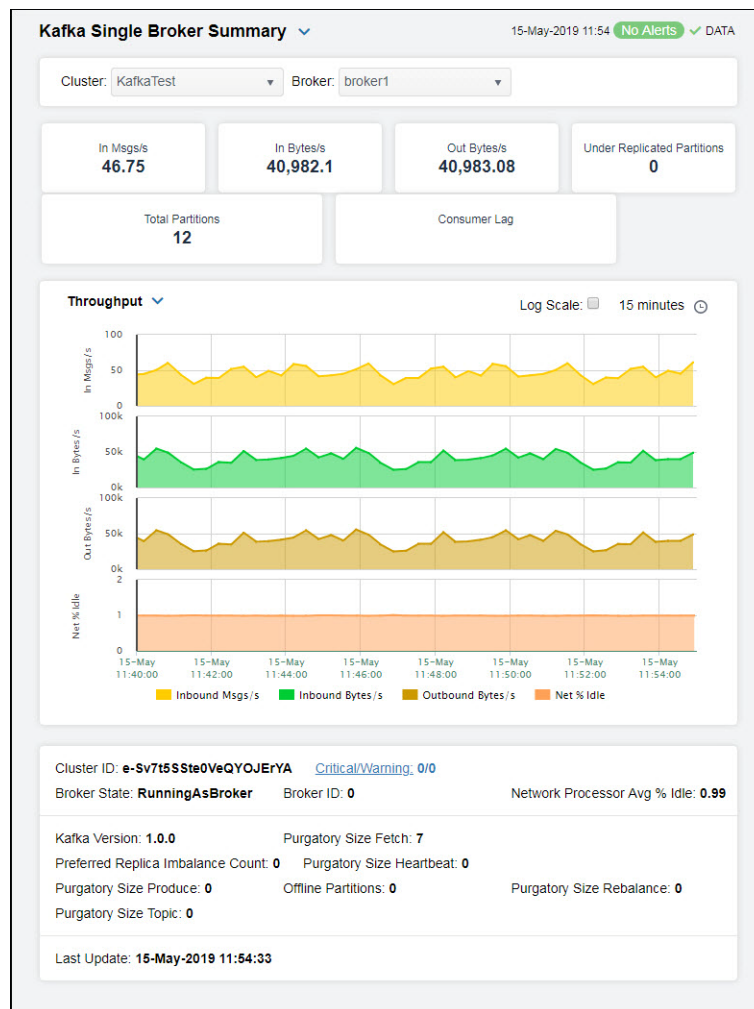 Kafka Single Broker Summary
15-May-2019 11:54 No Alerts DATA
Cluster: KafkaTest Broker: broker1
In Msgs/s
46.75
In Bytes/s
40,982.1
Out Bytes/s
40,983.08
Under Replicated Partitions
0
Total Partitions
12
Consumer Lag
Throughput
Log Scale: 15 minutes
100
50
0
In Msgs/s
100k
50k
0k
In Bytes/s
100k
50k
0k
Out Bytes/s
2
1
0
Net % Idle
15-May 15-May 15-May 15-May 15-May 15-May 15-May 15-May
11:40:00 11:42:00 11:44:00 11:46:00 11:48:00 11:50:00 11:52:00 11:54:00
Inbound Msgs/s Inbound Bytes/s Outbound Bytes/s Net % Idle
Cluster ID: e-Sv7t5SSte0VeQYOJErYA Critical/Warning: 0/0
Broker State: RunningAsBroker Broker ID: 0 Network Processor Avg % Idle: 0.99
Kafka Version: 1.0.0 Purgatory Size Fetch: 7
Preferred Replica Imbalance Count: 0 Purgatory Size Heartbeat: 0
Purgatory Size Produce: 0 Offline Partitions: 0 Purgatory Size Rebalance: 0
Purgatory Size Topic: 0
Last Update: 15-May-2019 11:54:33